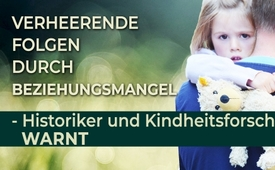 VERHEERENDE
FOLGEN
DURCH
BEZIEHUNGSMANGEL
- Historiker und Kindheitsforsch
WARNT